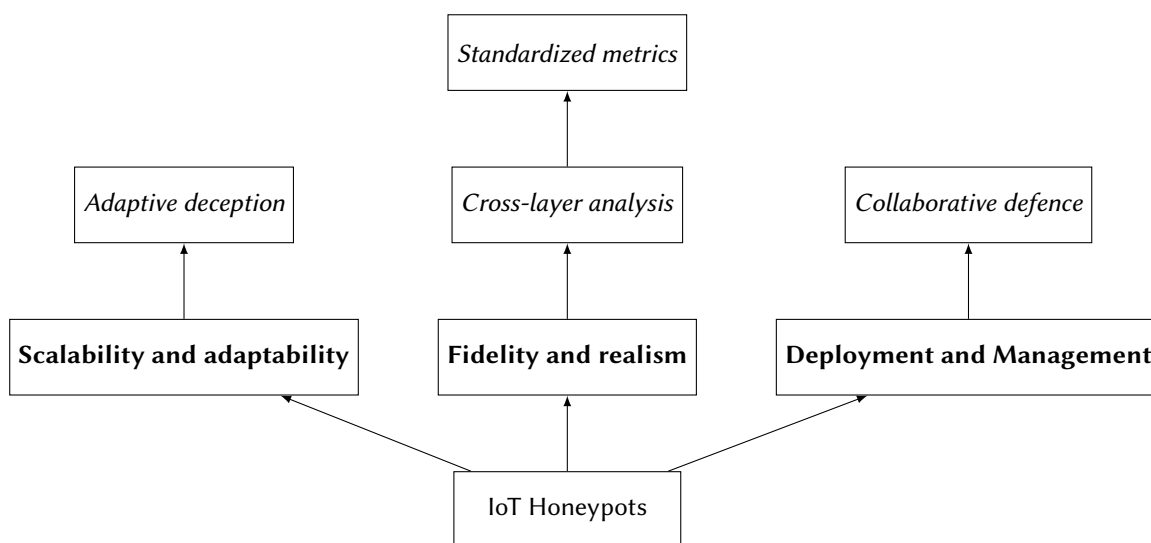 Standardized metrics
Adaptive deception
Cross-layer analysis
Collaborative defence
Scalability and adaptability
Fidelity and realism
Deployment and Management
IoT Honeypots